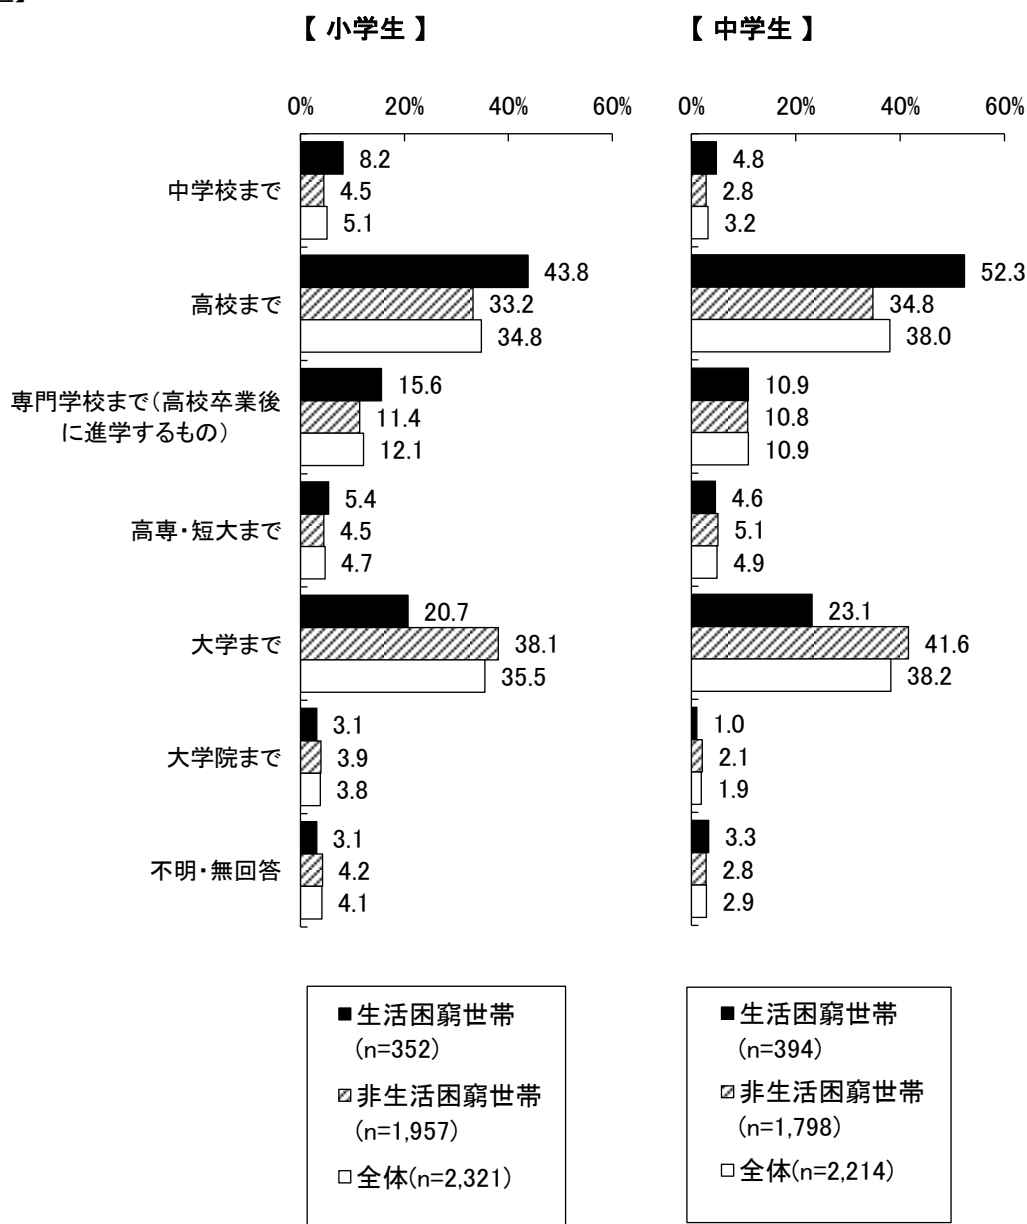 【 小学生 】
0% 20% 40% 60%
中学校まで
8.2
4.5
5.1
高校まで
43.8
33.2
34.8
専門学校まで（高校卒業後
に進学するもの）
15.6
11.4
12.1
高専・短大まで
5.4
4.5
4.7
大学まで
20.7
38.1
35.5
大学院まで
3.1
3.9
3.8
不明・無回答
3.1
4.2
4.1
■生活困窮世帯
(n=352)
非生活困窮世帯
(n=1,957)
□全体(n=2,321)
【 中学生 】
0% 20% 40% 60%
4.8
2.8
3.2
52.3
34.8
38.0
10.9
10.8
10.9
4.6
5.1
4.9
23.1
41.6
38.2
1.0
2.1
1.9
3.3
2.8
2.9
■生活困窮世帯
(n=394)
非生活困窮世帯
(n=1,798)
□全体(n=2,214)